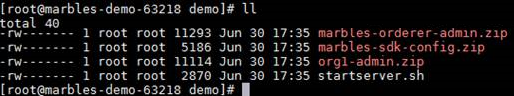 [root@marbles-demo-63218 demo]# ll
total 40
-rw------- 1 root root 11293 Jun 30 17:35 marbles-orderer-admin.zip
-rw------- 1 root root  5186 Jun 30 17:35 marbles-sdk-config.zip
-rw------- 1 root root 11114 Jun 30 17:35 org1-admin.zip
-rw------- 1 root root  2870 Jun 30 17:35 startserver.sh
[root@marbles-demo-63218 demo]#